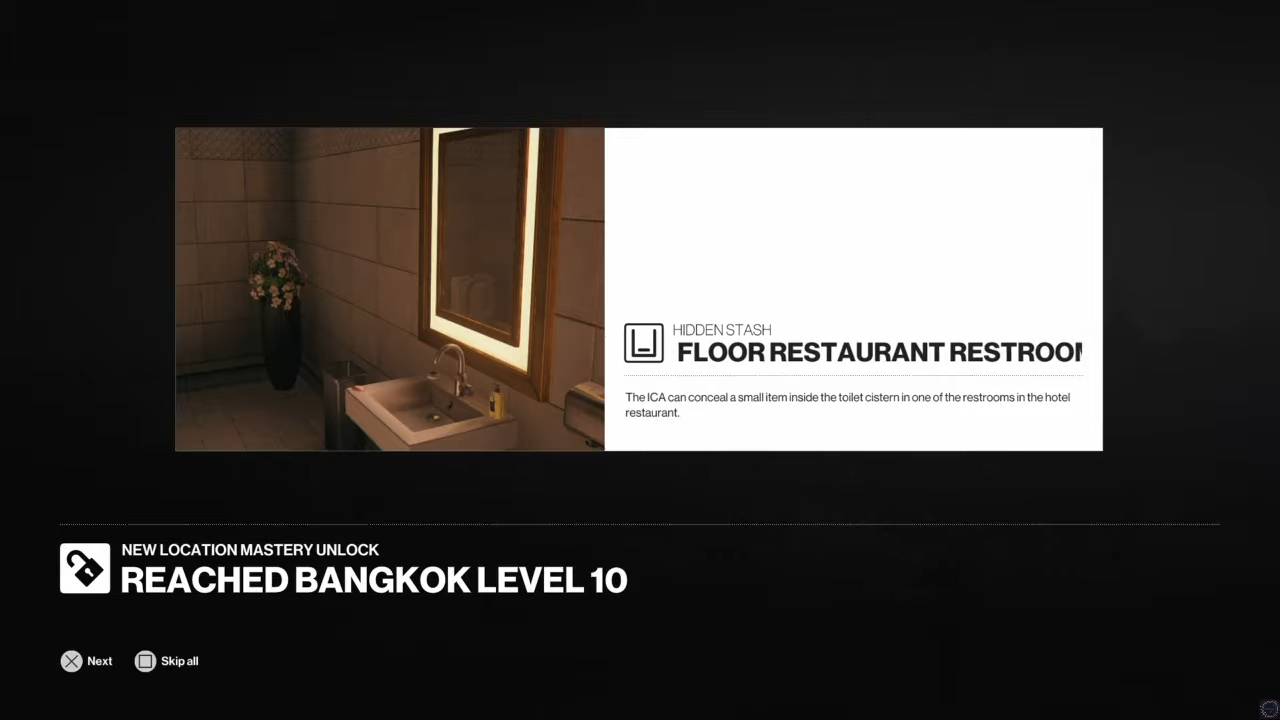 HIDDEN STASH
FLOOR RESTAURANT
The ICA can conceal a small item inside the toilet cistern in one of the restrooms in the hotel
restaurant.
NEW LOCATION MASTERY UNLOCK
REACHED BANGKOK LEVEL 10
Next
Skip all